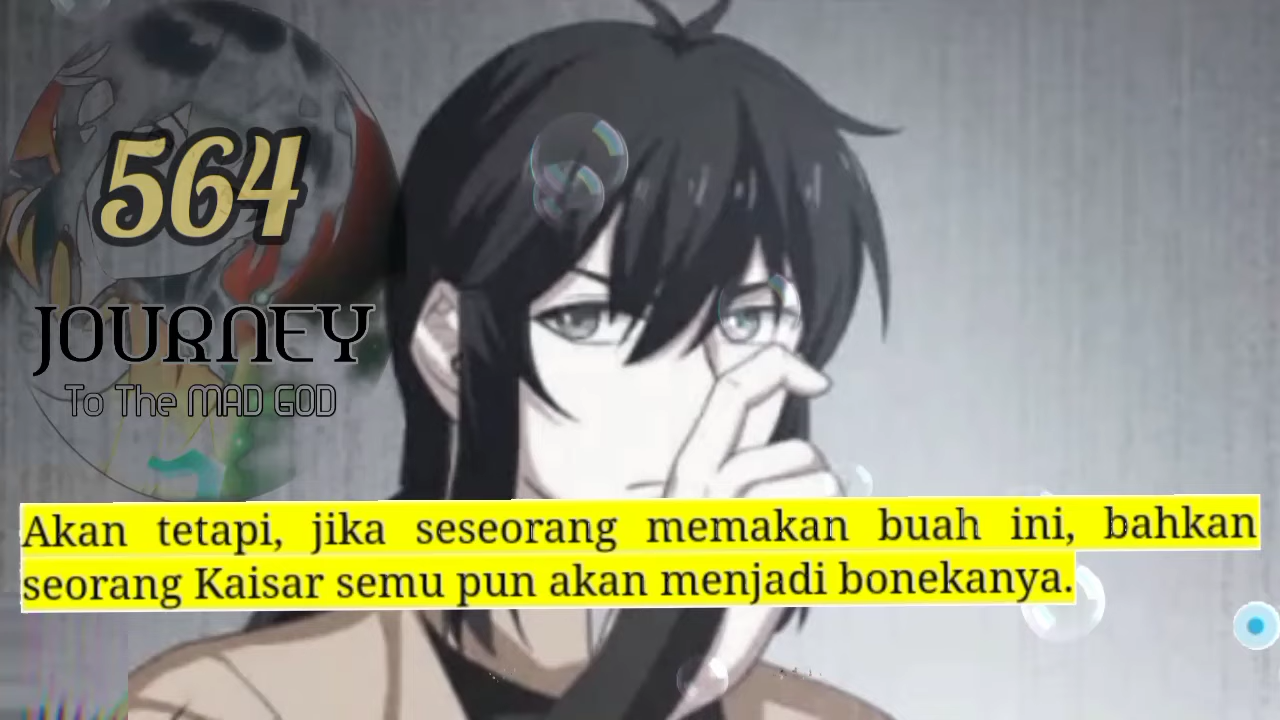 564
JOURNEY
To The MAD GOD
Akan tetapi, jika seseorang memakan buah ini, bahkan
seorang Kaisar semu pun akan menjadi bonekanya.